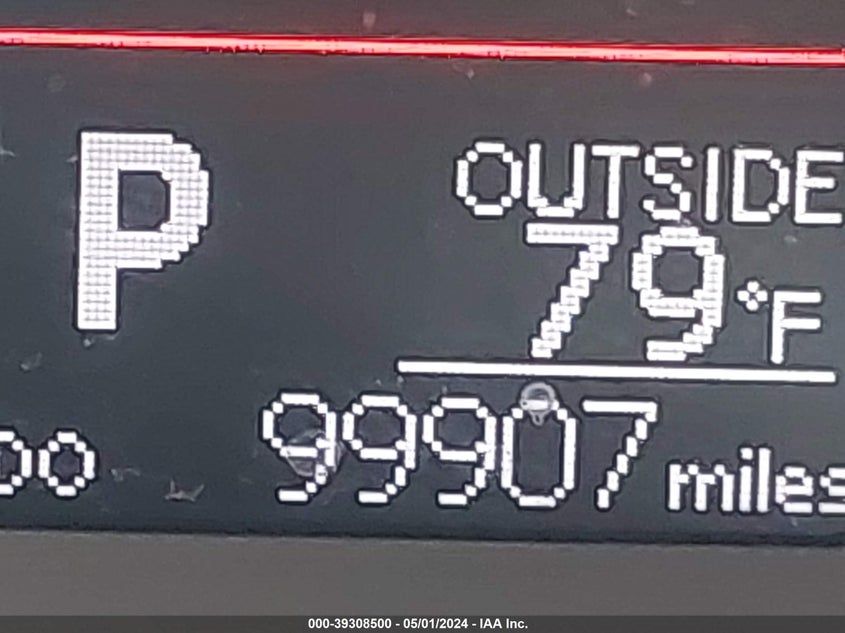 P
OUTSIDE
79°F
99907 miles
000-39308500 - 05/01/2024 - IAA Inc.